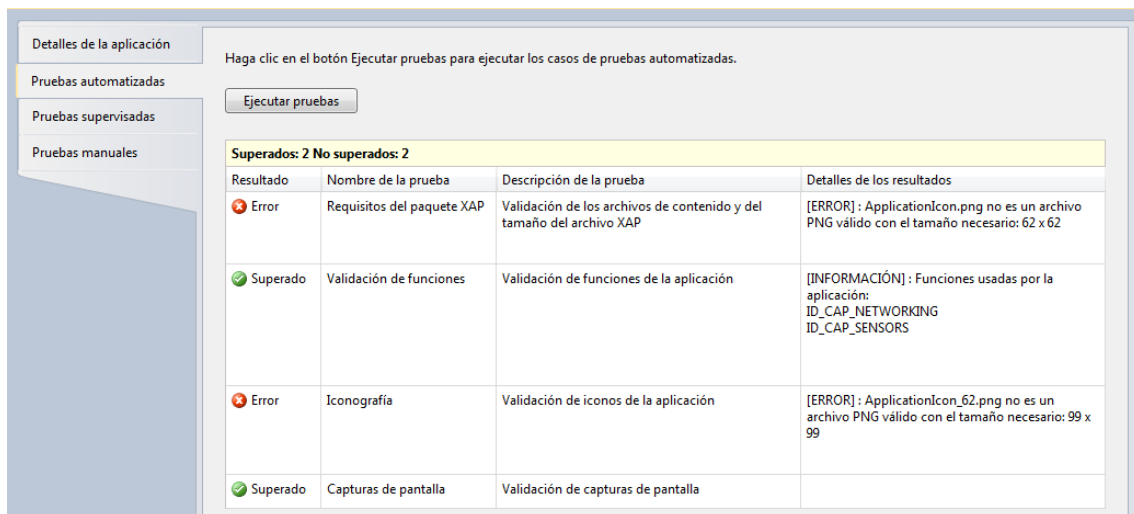 Detalles de la aplicación
Pruebas automatizadas
Pruebas supervisadas
Pruebas manuales
Haga clic en el botón Ejecutar pruebas para ejecutar los casos de pruebas automatizadas.
Ejecutar pruebas
Superados: 2 No superados: 2
Resultado Nombre de la prueba Descripción de la prueba Detalles de los resultados
Error Requisitos del paquete XAP Validación de los archivos de contenido y del [ERROR] : ApplicationIcon.png no es un archivo
tamaño del archivo XAP PNG válido con el tamaño necesario: 62 x 62
Superado Validación de funciones Validación de funciones de la aplicación [INFORMACIÓN] : Funciones usadas por la
aplicación:
ID_CAP_NETWORKING
ID_CAP_SENSORS
Error Iconografía Validación de iconos de la aplicación [ERROR] : ApplicationIcon_62.png no es un
archivo PNG válido con el tamaño necesario: 99 x
99
Superado Capturas de pantalla Validación de capturas de pantalla